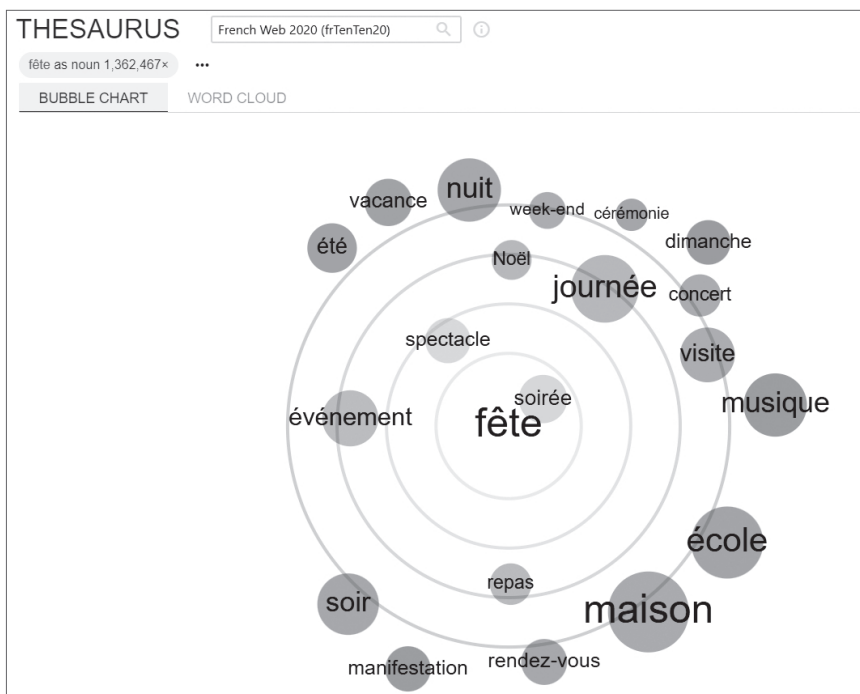 THESAURUS
French Web 2020 (frTenTen20)
fête as noun 1,362,467×
•••
BUBBLE CHART
WORD CLOUD
nuit
vacance
week-end
cérémonie
été
dimanche
Noël
journée
concert
spectacle
visite
soirée
musique
événement
fête
école
repas
soir
maison
manifestation
rendez-vous